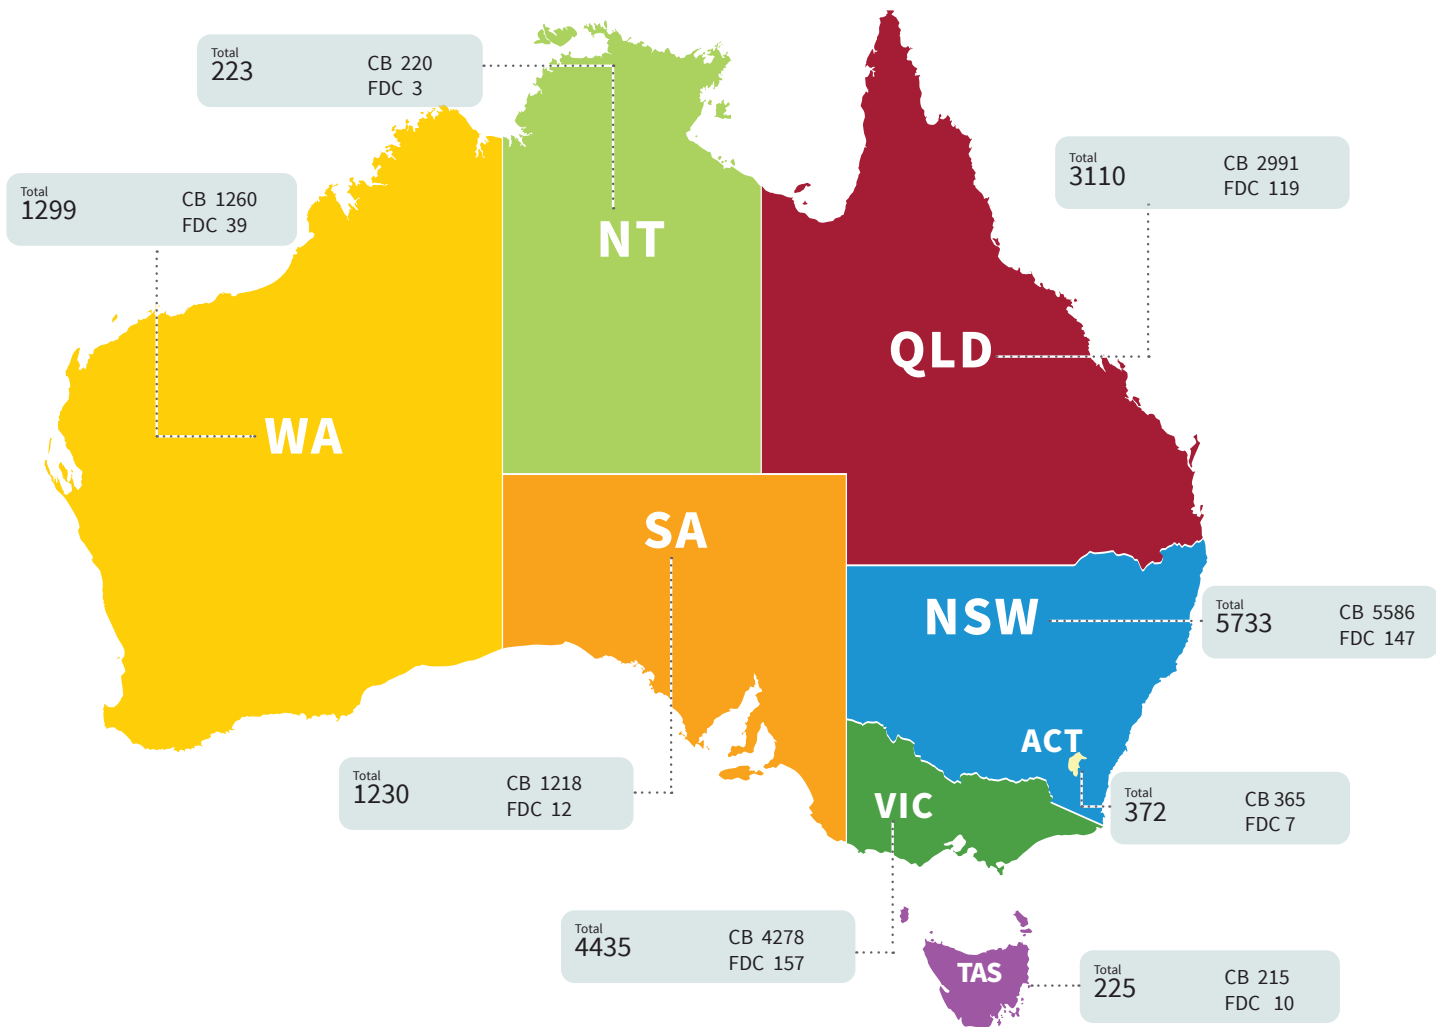 Total
223
CB 220
FDC 3
Total
1299
CB 1260
FDC 39
Total
3110
CB 2991
FDC 119
NT
QLD
WA
SA
NSW
Total
5733
CB 5586
FDC 147
ACT
Total
1230
CB 1218
FDC 12
VIC
Total
372
CB 365
FDC 7
Total
4435
CB 4278
FDC 157
TAS
Total
225
CB 215
FDC 10